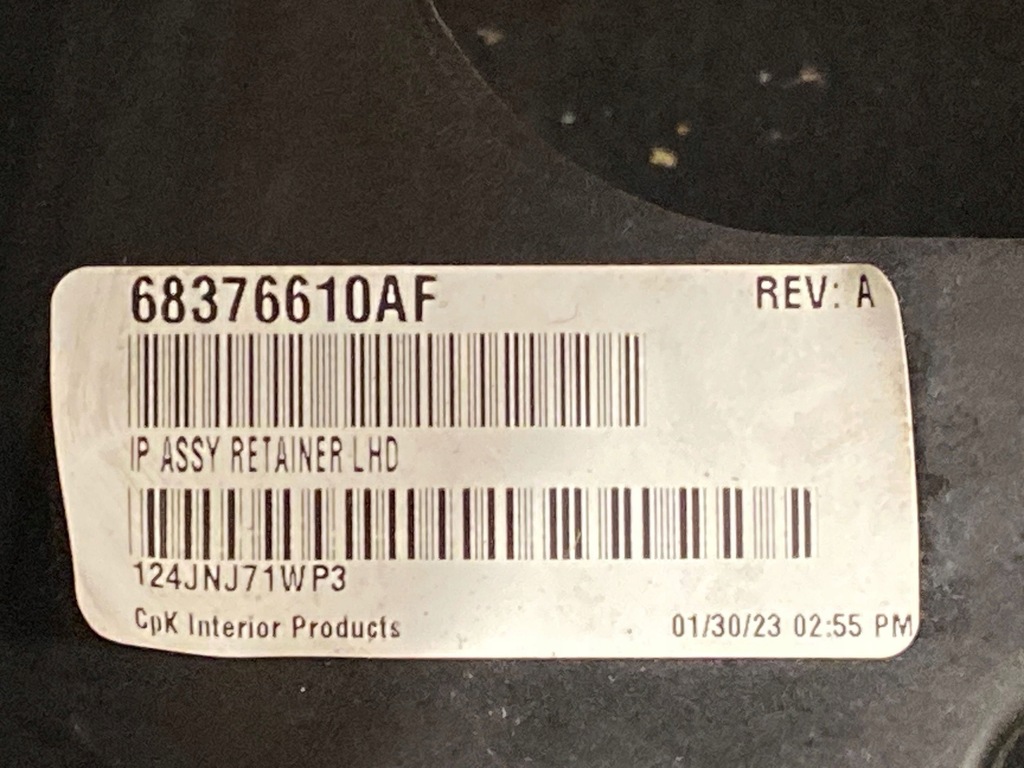 68376610AF
REV: A
IP ASSY RETAINER LHD
124JNJ71WP3
CpK Interior Products
01/30/23 02:55 PM